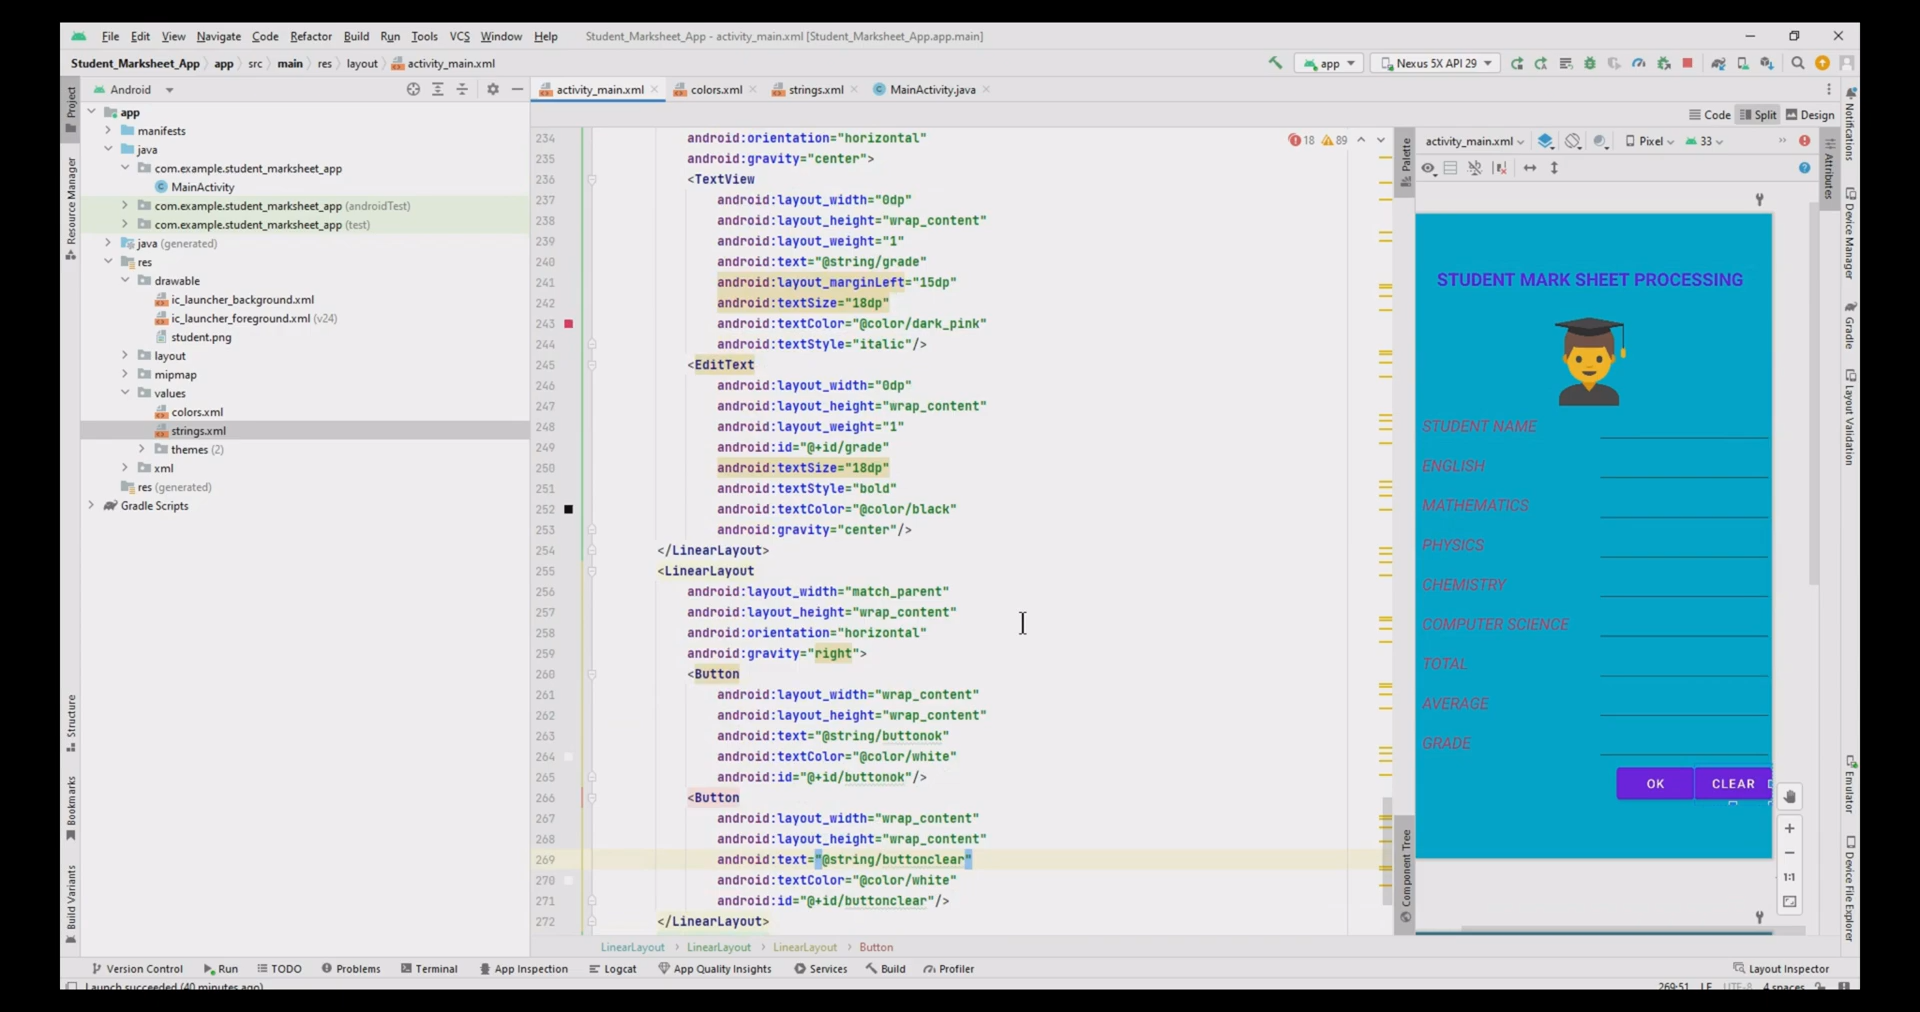 File Edit View Navigate Code Refactor Build Run Tools VCS Window Help Student_Marksheet_App - activity_main.xml [Student_Marksheet_App.app.main]
Student_Marksheet_App app src main res layout activity_main.xml app Nexus 5X API 29
Android
activity_main.xml colors.xml strings.xml MainActivity.java
Code Split Design
Project
Resource Manager
Structure
Bookmarks
Build Variants
app
manifests
java
com.example.student_marksheet_app
MainActivity
com.example.student_marksheet_app (androidTest)
com.example.student_marksheet_app (test)
java (generated)
res
drawable
ic_launcher_background.xml
ic_launcher_foreground.xml (v24)
student.png
layout
mipmap
values
colors.xml
strings.xml
themes (2)
xml
res (generated)
Gradle Scripts
18 89
234 android:orientation="horizontal"
235 android:gravity="center">
236 <TextView
237 android:layout_width="0dp"
238 android:layout_height="wrap_content"
239 android:layout_weight="1"
240 android:text="@string/grade"
241 android:layout_marginLeft="15dp"
242 android:textSize="18dp"
243 android:textColor="@color/dark_pink"
244 android:textStyle="italic"/>
245 <EditText
246 android:layout_width="0dp"
247 android:layout_height="wrap_content"
248 android:layout_weight="1"
249 android:id="@+id/grade"
250 android:textSize="18dp"
251 android:textStyle="bold"
252 android:textColor="@color/black"
253 android:gravity="center"/>
254 </LinearLayout>
255 <LinearLayout
256 android:layout_width="match_parent"
257 android:layout_height="wrap_content"
258 android:orientation="horizontal"
259 android:gravity="right">
260 <Button
261 android:layout_width="wrap_content"
262 android:layout_height="wrap_content"
263 android:text="@string/buttonok"
264 android:textColor="@color/white"
265 android:id="@+id/buttonok"/>
266 <Button
267 android:layout_width="wrap_content"
268 android:layout_height="wrap_content"
269 android:text="@string/buttonclear"
270 android:textColor="@color/white"
271 android:id="@+id/buttonclear"/>
272 </LinearLayout>
LinearLayout LinearLayout LinearLayout Button
Palette
Component Tree
activity_main.xml Pixel 33
STUDENT MARK SHEET PROCESSING
STUDENT NAME
ENGLISH
MATHEMATICS
PHYSICS
CHEMISTRY
COMPUTER SCIENCE
TOTAL
AVERAGE
GRADE
OK CLEAR
1:1
Attributes
Notifications
Device Manager
Gradle
Layout Validation
Emulator
Device File Explorer
Version Control Run TODO Problems Terminal App Inspection Logcat App Quality Insights Services Build Profiler Layout Inspector
Launch succeeded (40 minutes ago) 269:51 LF UTF-8 4 spaces